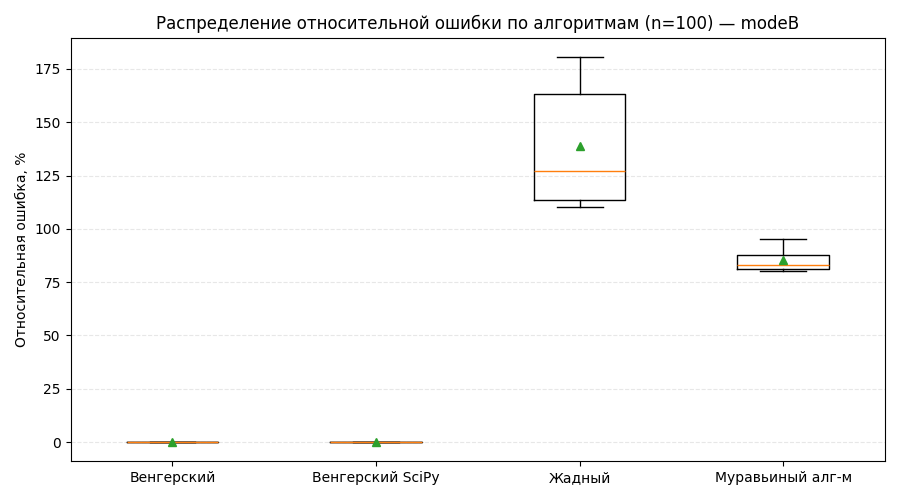 Распределение относительной ошибки по алгоритмам (n=100) — modeB
Относительная ошибка, %
175
150
125
100
75
50
25
0
Венгерский
Венгерский SciPy
Жадный
Муравьиный алг-м